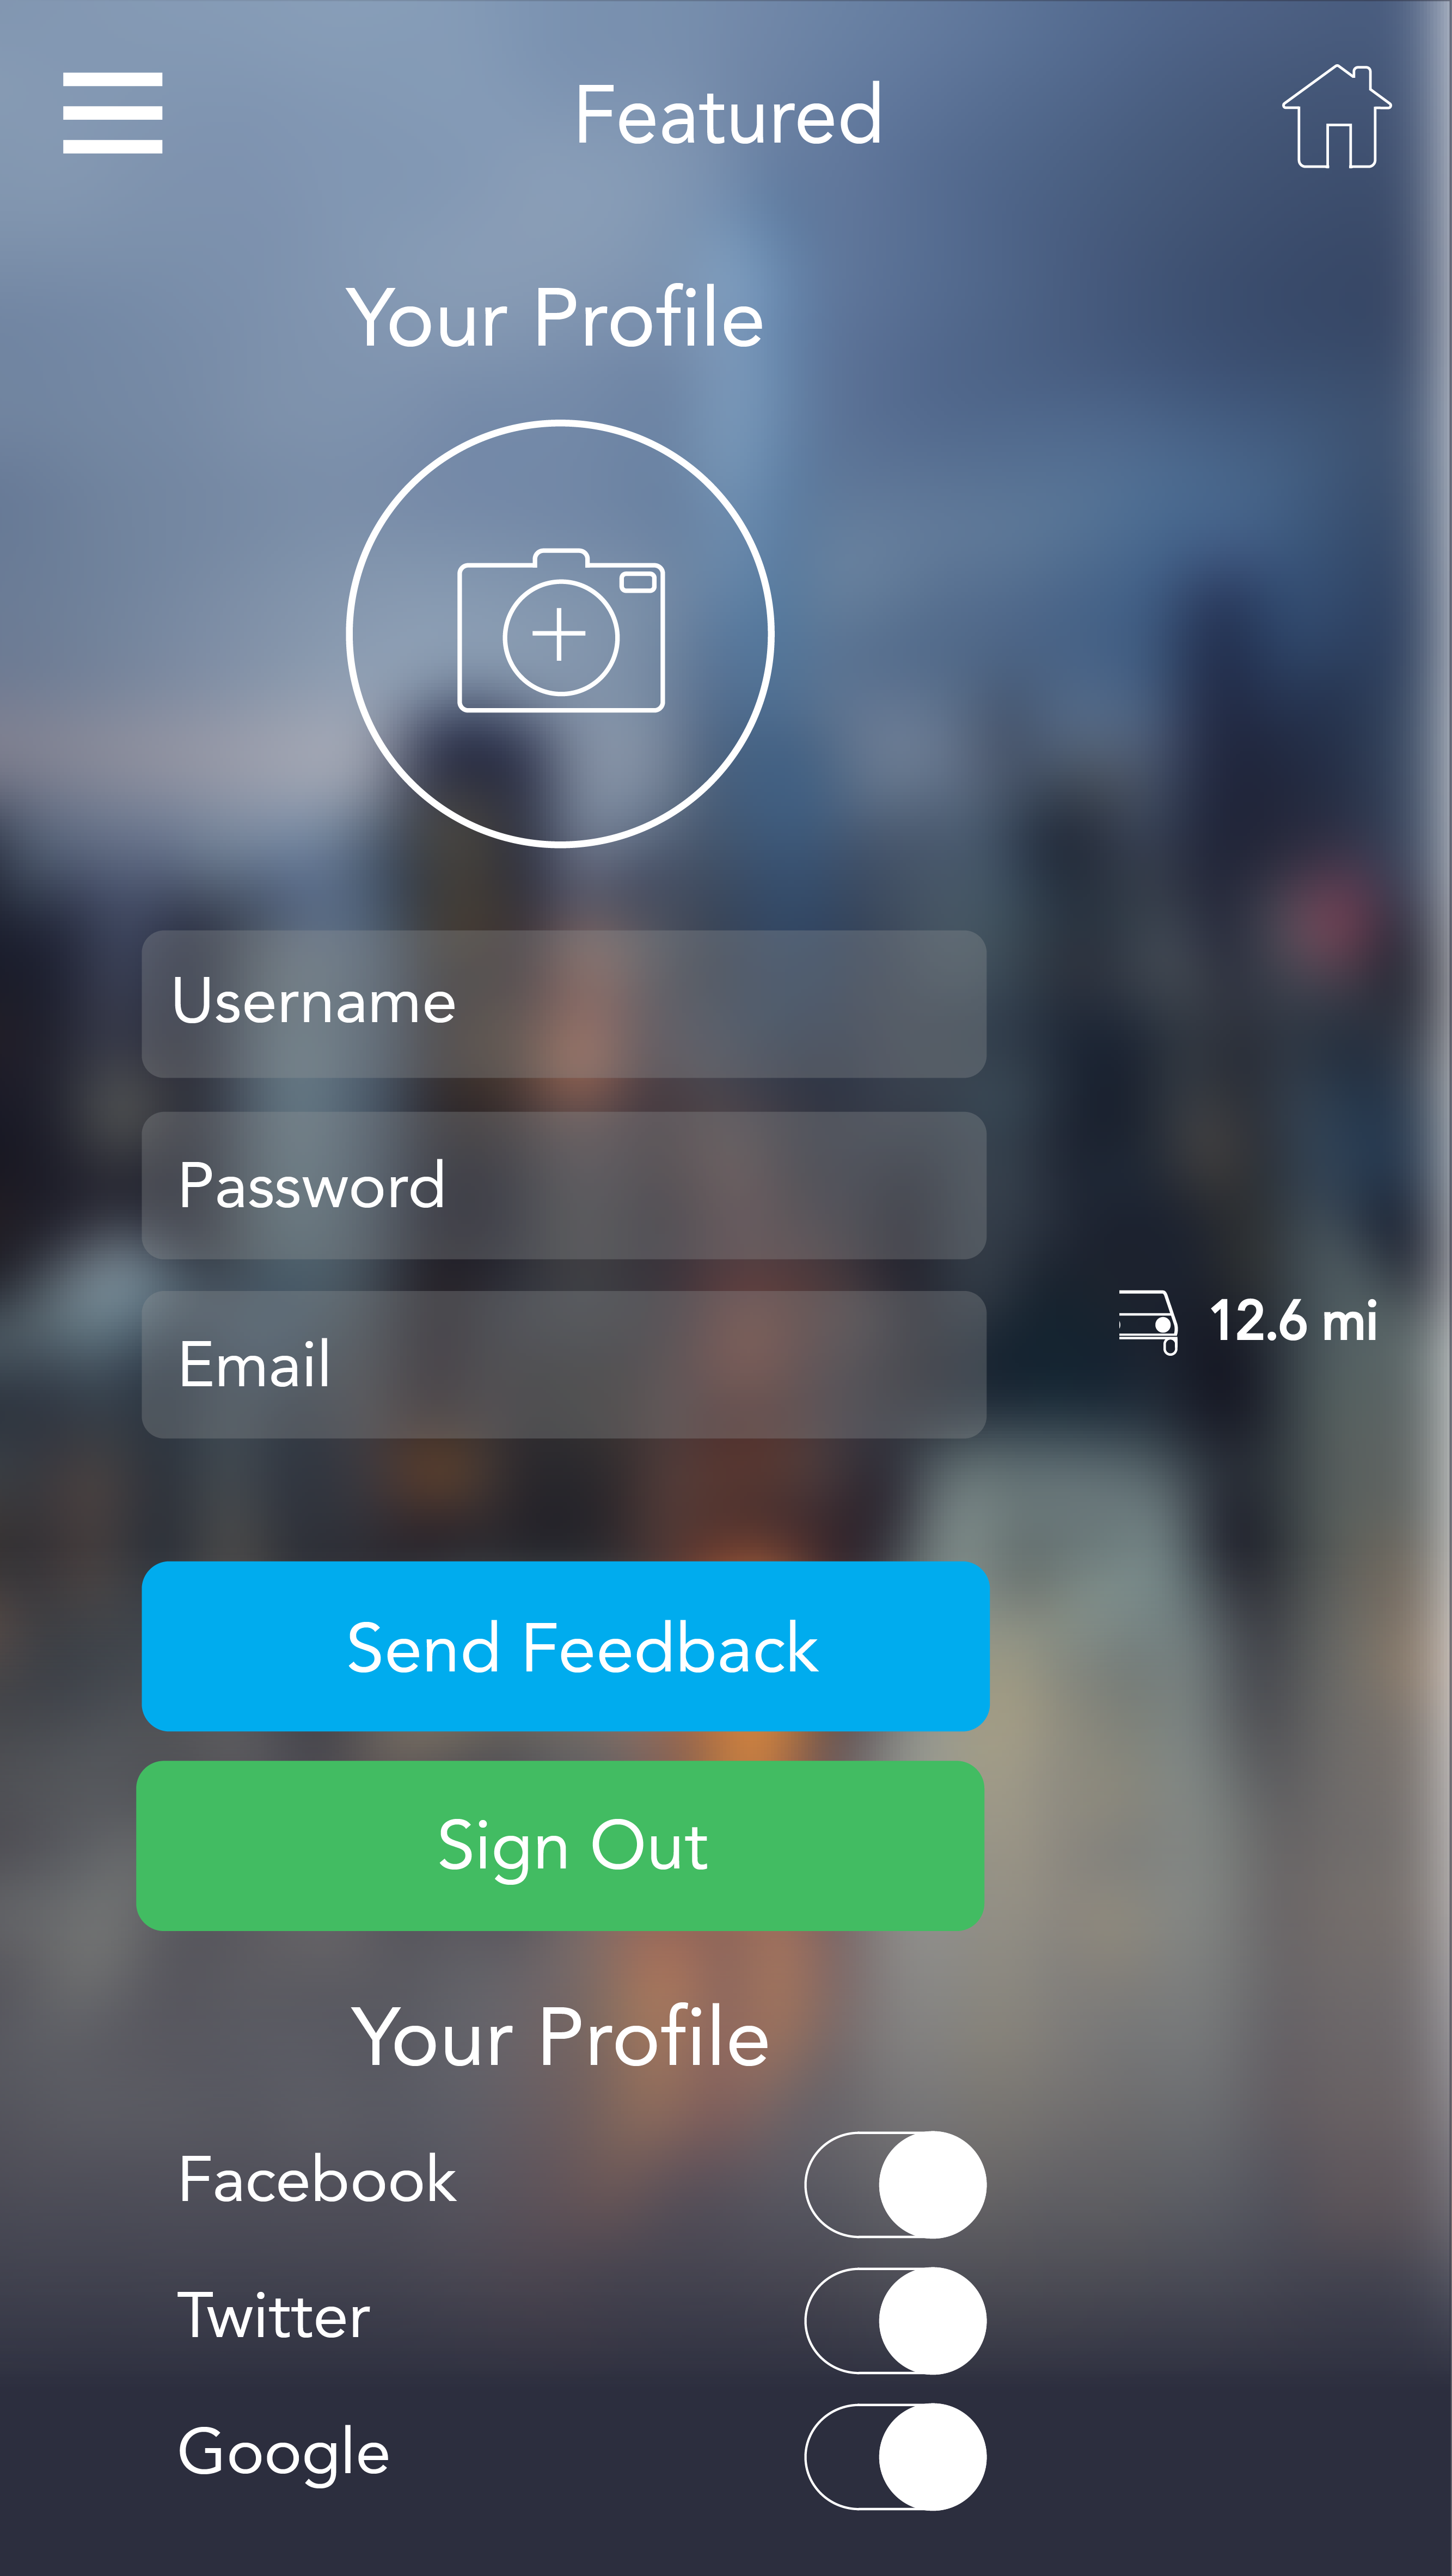 Featured
Your Profile
Username
Password
Email
12.6 mi
Send Feedback
Sign Out
Your Profile
Facebook
Twitter
Google